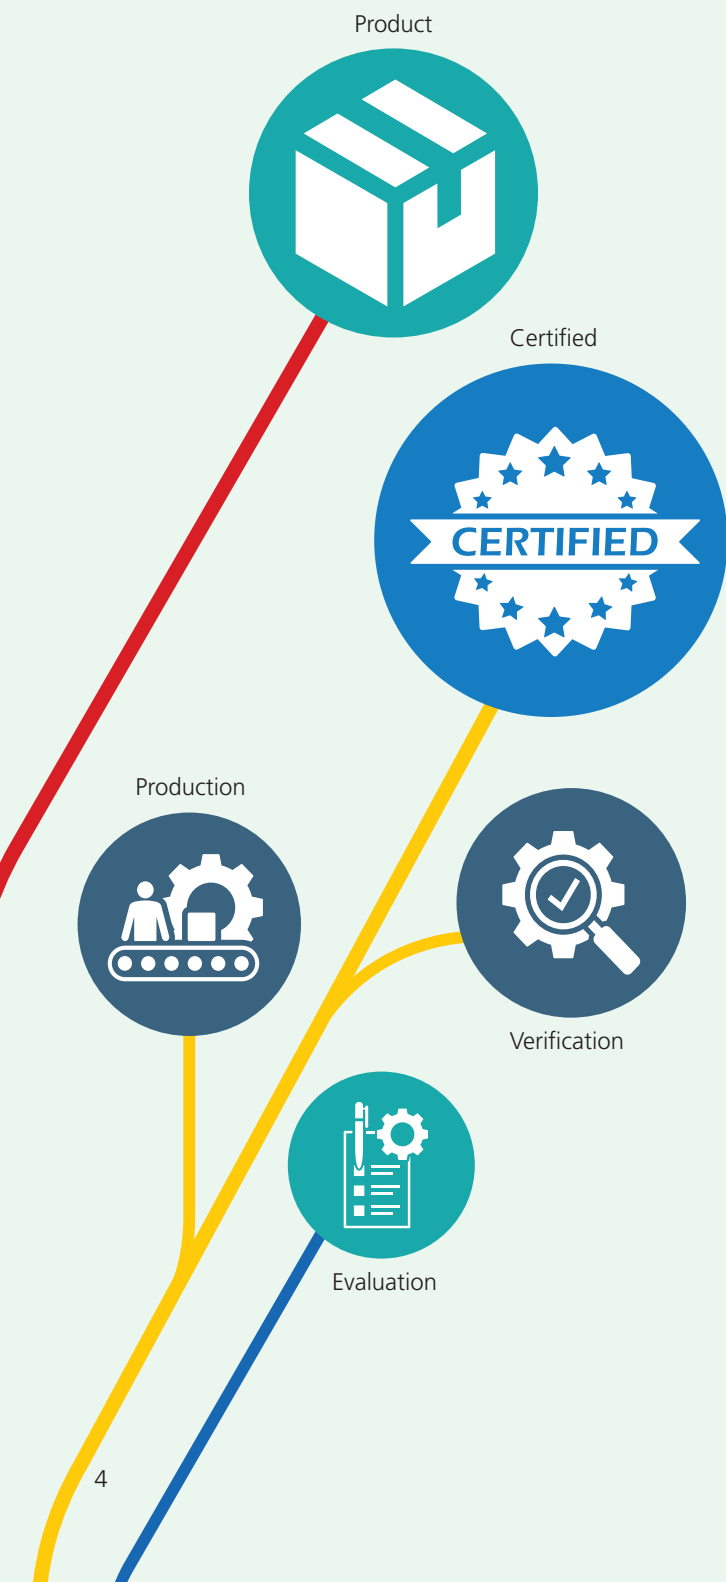 Product
Certified
CERTIFIED
Production
Verification
Evaluation
4